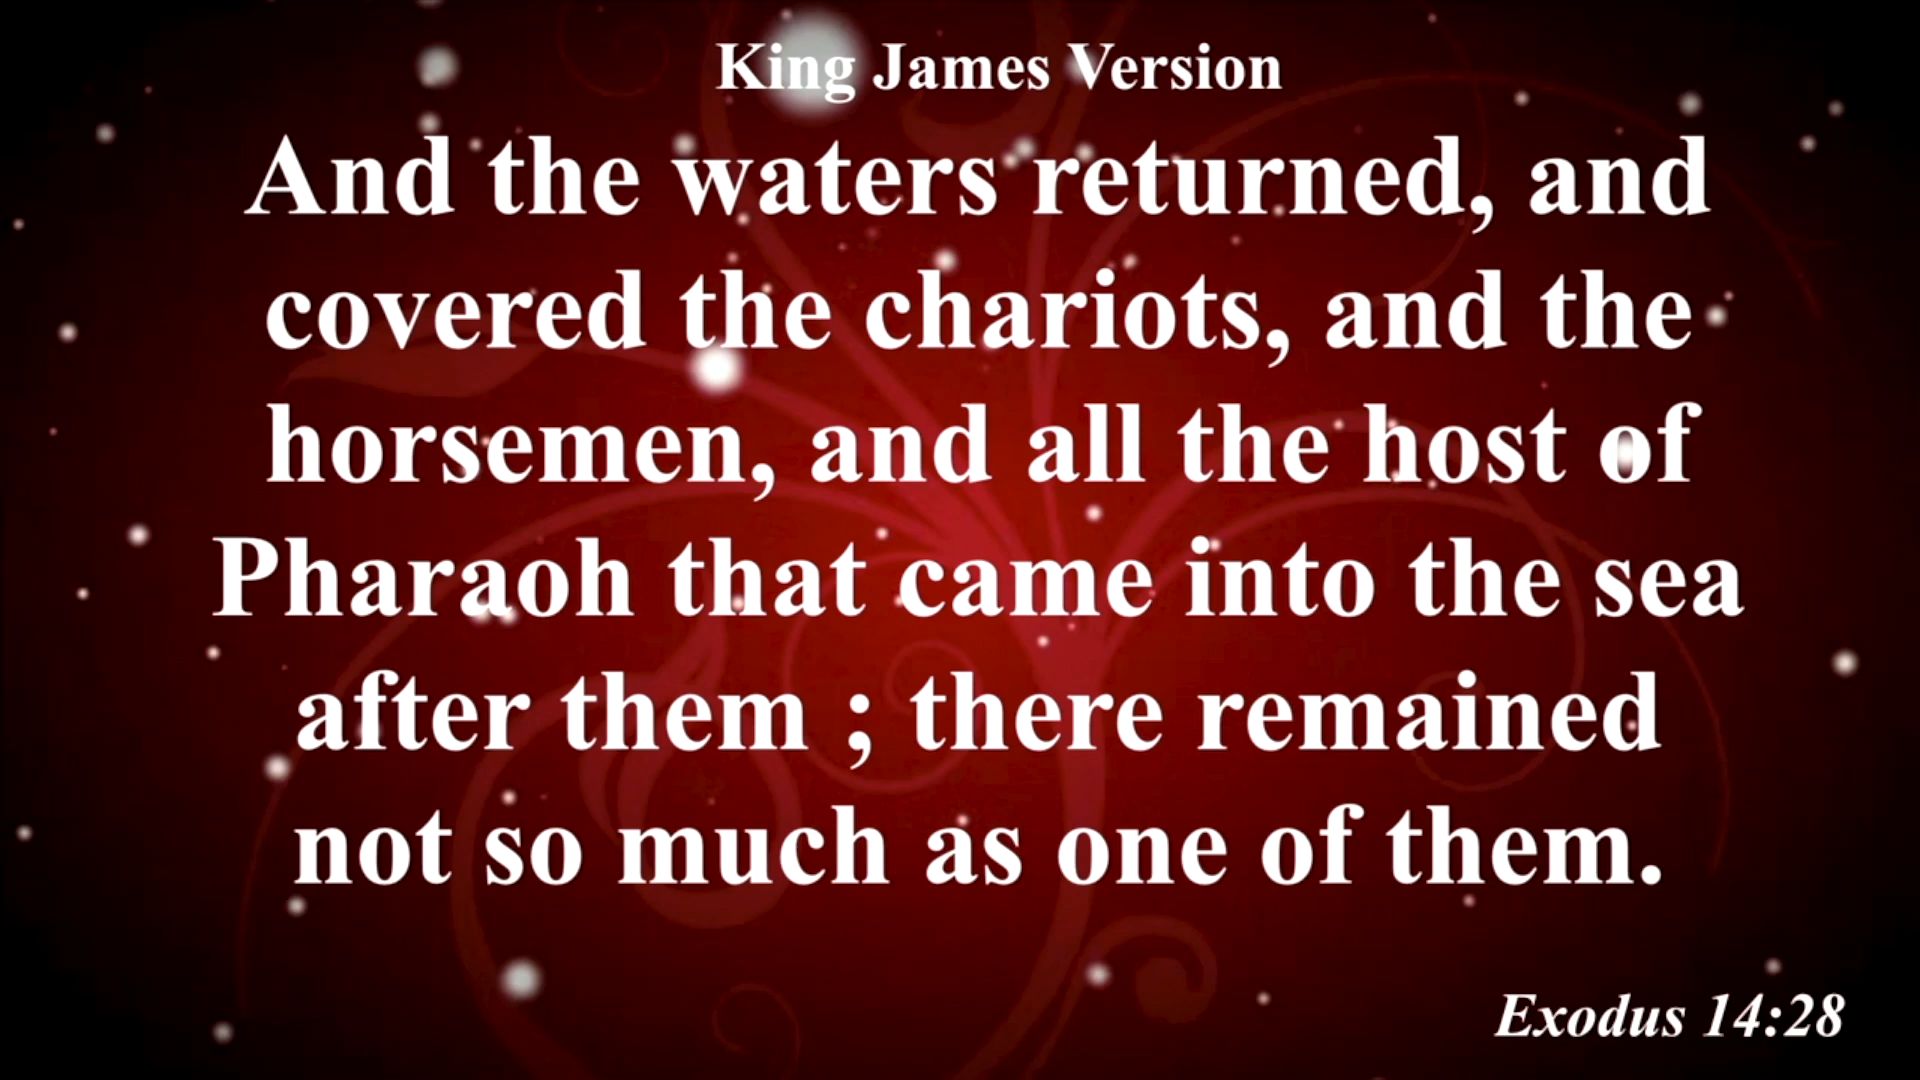 King James Version
And the waters returned, and
covered the chariots, and the
horsemen, and all the host of
Pharaoh that came into the sea
after them ; there remained
not so much as one of them.
Exodus 14:28